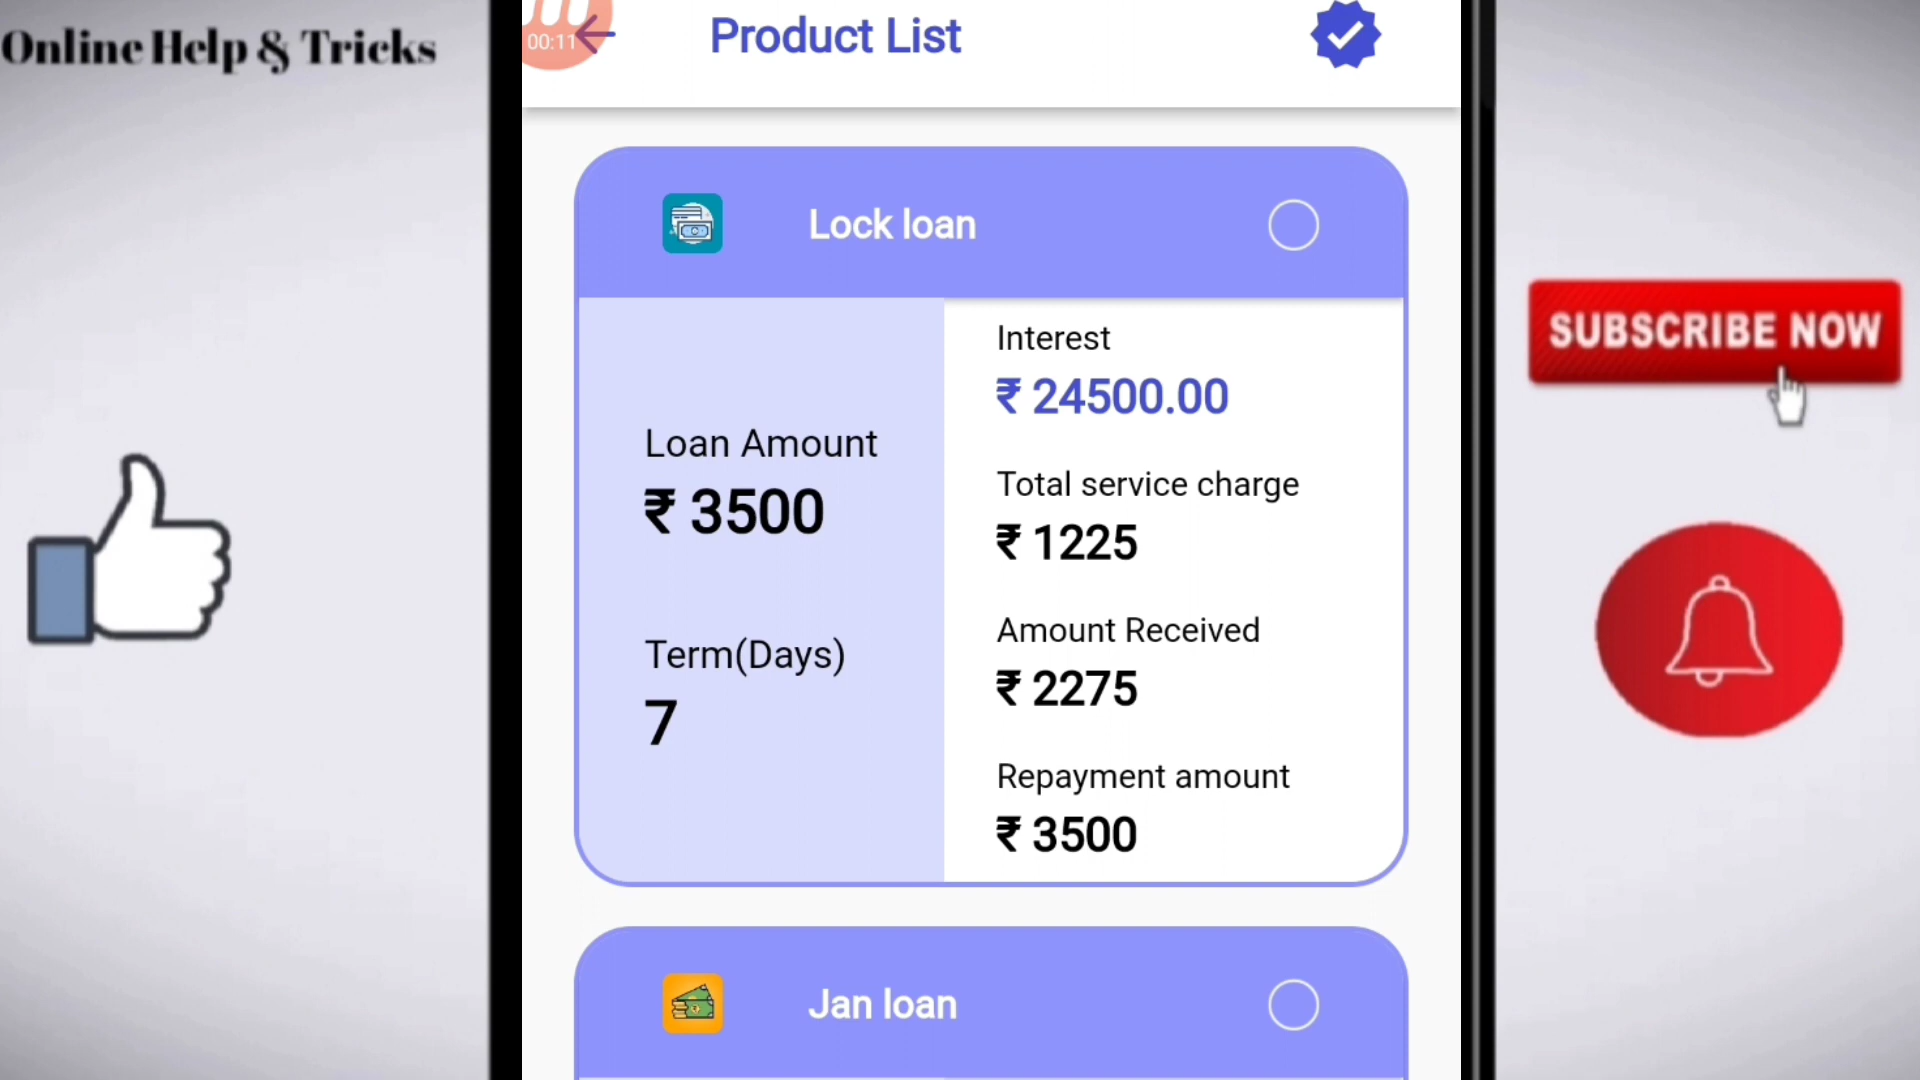 Online Help & Tricks
00:11
Product List
Lock loan
Loan Amount
₹ 3500
Term(Days)
7
Interest
₹ 24500.00
Total service charge
₹ 1225
Amount Received
₹ 2275
Repayment amount
₹ 3500
Jan loan
SUBSCRIBE NOW